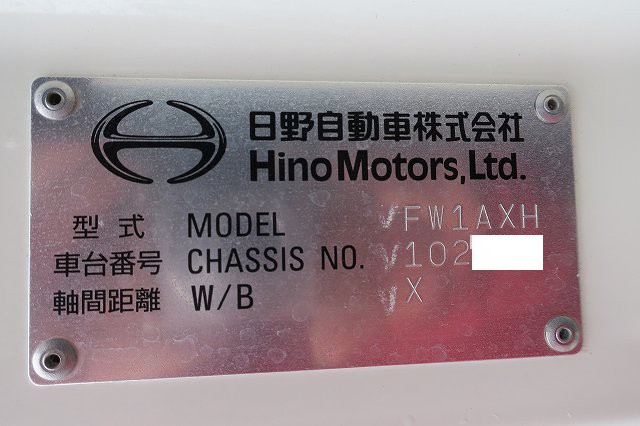 日野自動車株式会社
Hino Motors, Ltd.
型式 MODEL FW1AXH
車台番号 CHASSIS NO. 102
軸間距離 W/B X